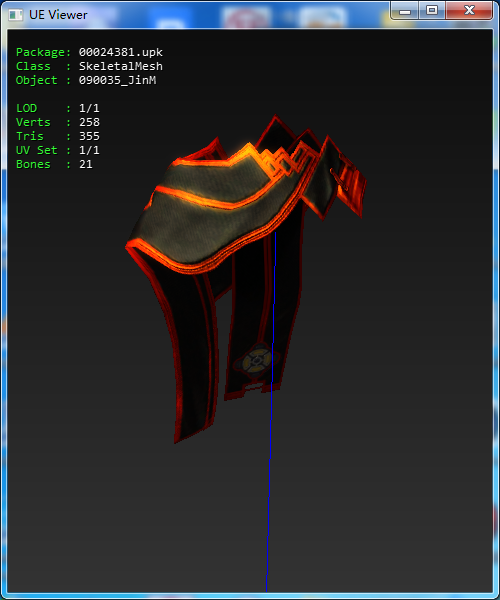 UE Viewer
Package: 00024381.upk
Class : SkeletalMesh
Object : 090035_JinM
LOD : 1/1
Verts : 258
Tris : 355
UV Set : 1/1
Bones : 21